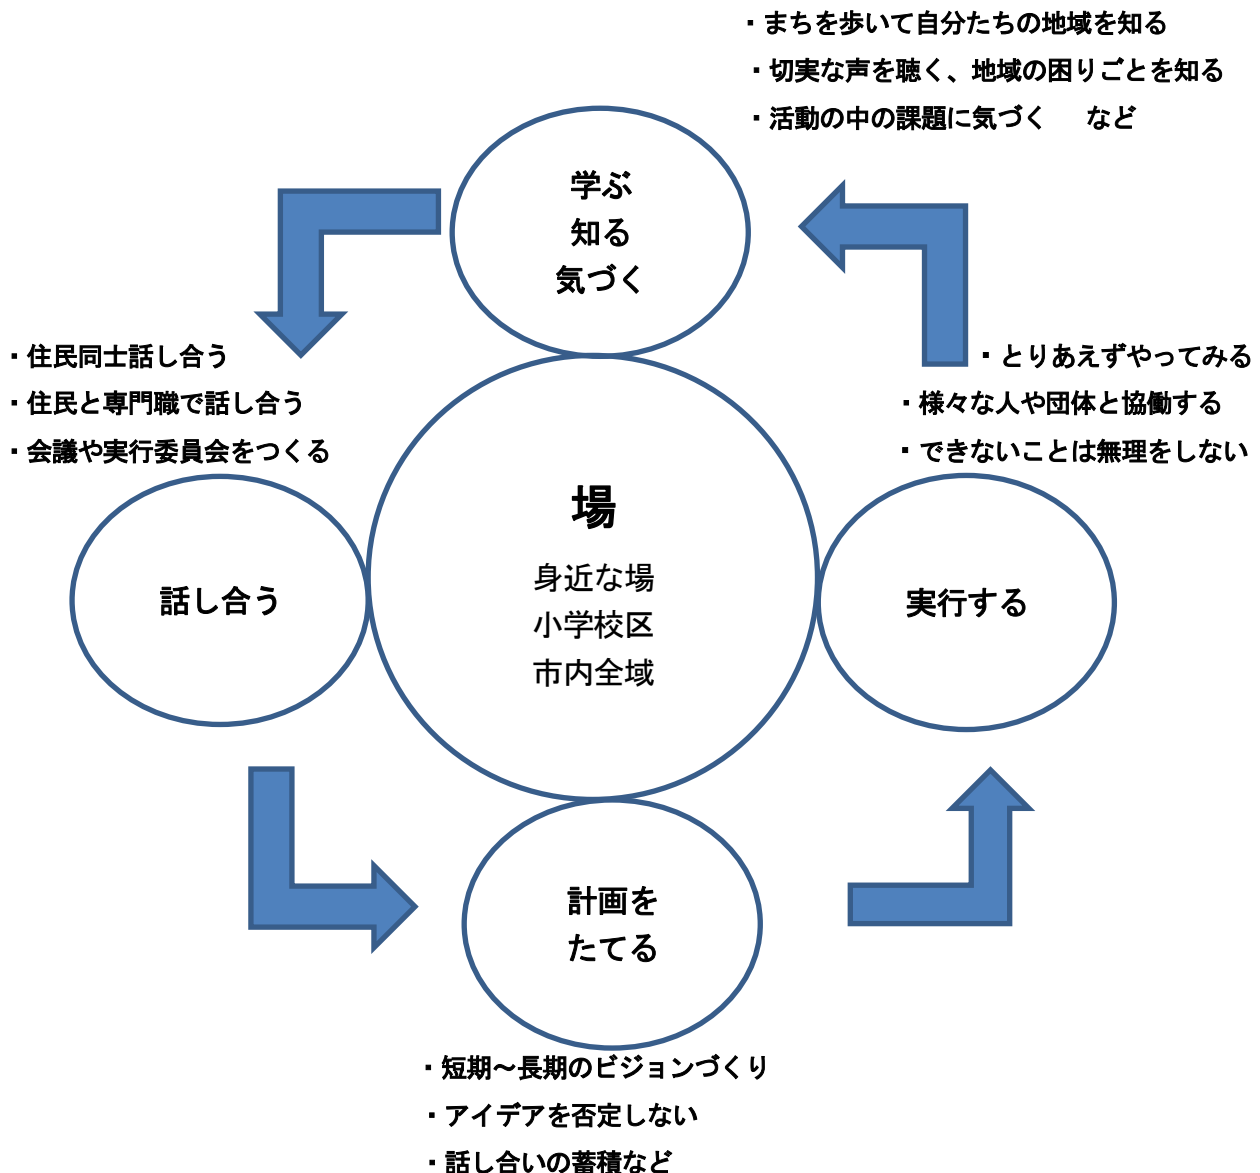 ・まちを歩いて自分たちの地域を知る
・切実な声を聴く、地域の困りごとを知る
・活動の中の課題に気づく　など
学ぶ
知る
気づく
・住民同士話し合う
・住民と専門職で話し合う
・会議や実行委員会をつくる
・とりあえずやってみる
・様々な人や団体と協働する
・できないことは無理をしない
場
身近な場
小学校区
市内全域
話し合う
実行する
計画を
たてる
・短期～長期のビジョンづくり
・アイデアを否定しない
・話し合いの蓄積など